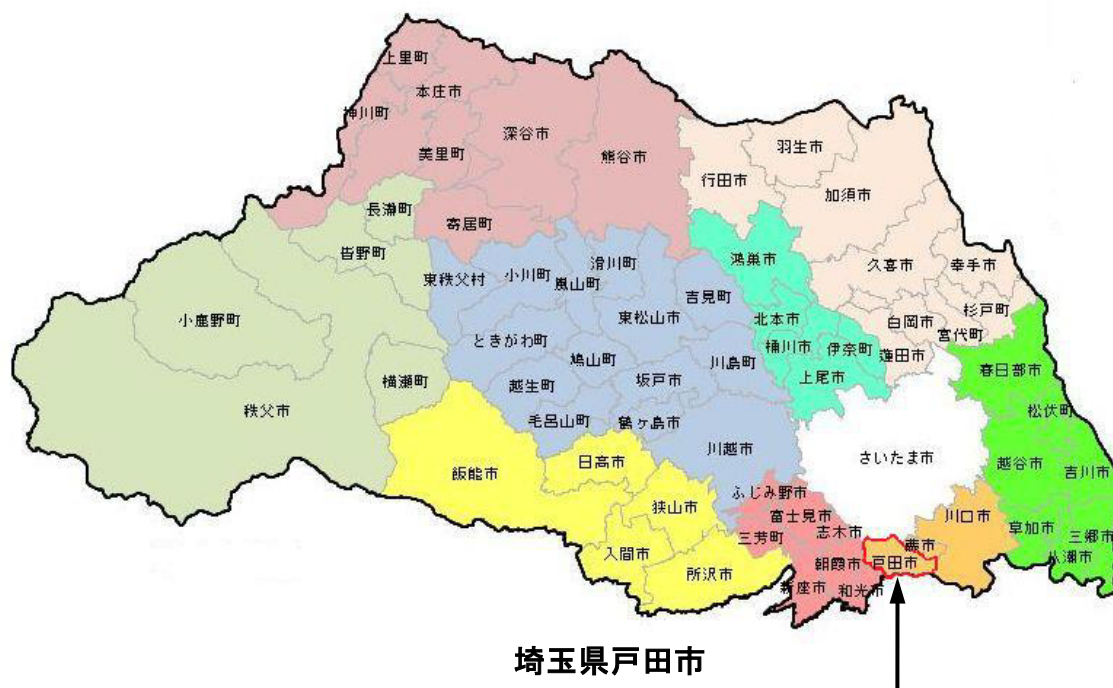 上里町
本庄市
神川町
美里町
深谷市
熊谷市
寄居町
行田市
羽生市
加須市
長瀞町
皆野町
小鹿野町
横瀬町
秩父市
東秩父村
小川町
嵐山町
滑川町
吉見町
東松山市
ときがわ町
鳩山町
川島町
越生町
坂戸市
毛呂山町
鶴ヶ島市
川越市
鴻巣市
北本市
桶川市
伊奈町
上尾市
久喜市
幸手市
杉戸町
白岡市
宮代町
蓮田市
春日部市
松伏町
さいたま市
越谷市
吉川市
飯能市
日高市
狭山市
入間市
所沢市
ふじみ野市
富士見市
三芳町
志木市
朝霞市
新座市
和光市
川口市
蕨市
戸田市
草加市
三郷市
八潮市
埼玉県戸田市